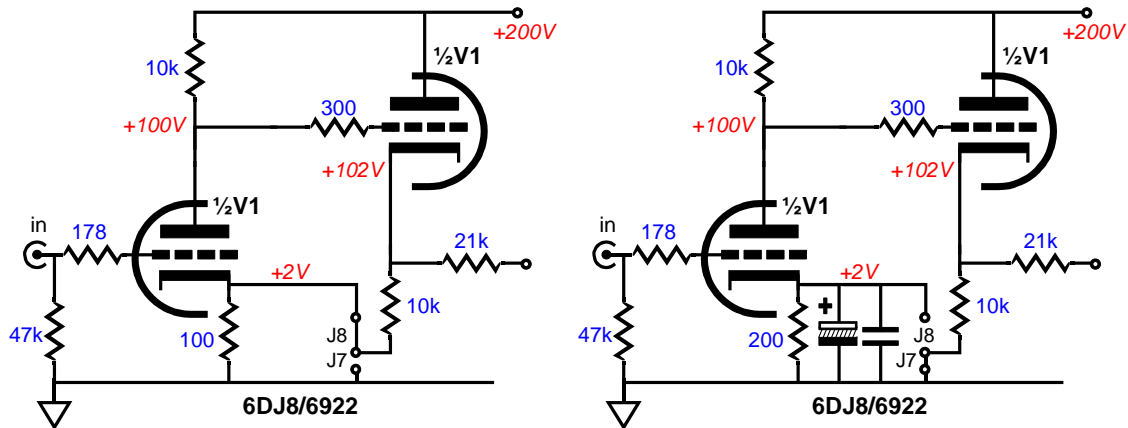 +200V
½V1
10k
300
+100V
+102V
½V1
in
178
21k
+2V
10k
47k
100
J8
J7
6DJ8/6922
+200V
½V1
10k
300
+100V
+102V
½V1
in
178
21k
+2V
+
10k
47k
200
J8
J7
6DJ8/6922